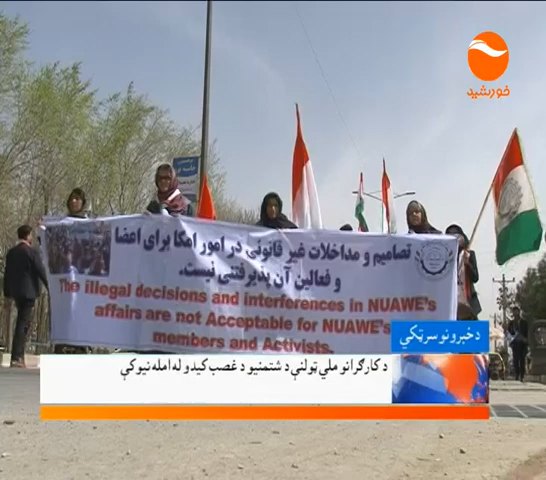 خورشید
تصامیم و مداخلات غیر قانونی در امور امکا برای اعضا
و فعالین آن پذیرفتنی نیست.
The illegal decisions and interferences in NUAWE's
affairs are not Acceptable for NUAWE's
members and Activists.
دخبرونو سرټکي
د کارګرانو ملي ټولنې د شتمنیو د غصب کیدو له امله نیوکې